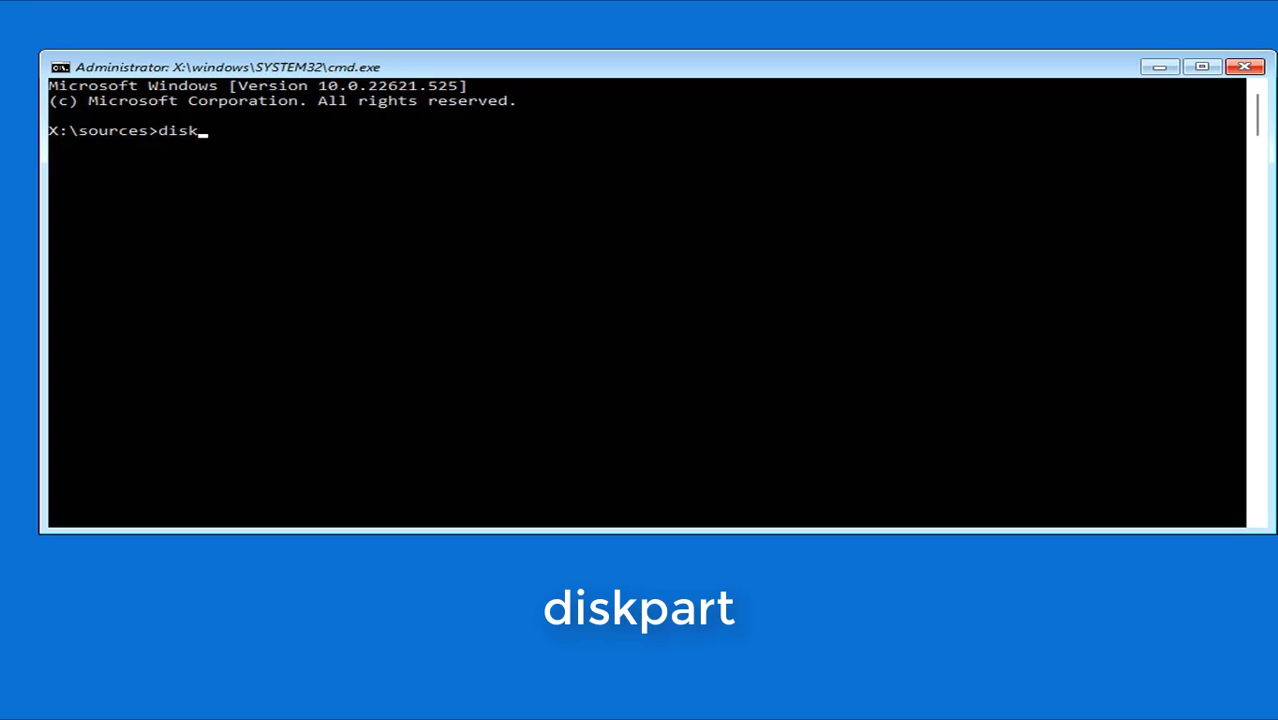 Administrator: X:\windows\SYSTEM32\cmd.exe
Microsoft Windows [Version 10.0.22621.525]
(c) Microsoft Corporation. All rights reserved.
X:\sources>disk_
diskpart